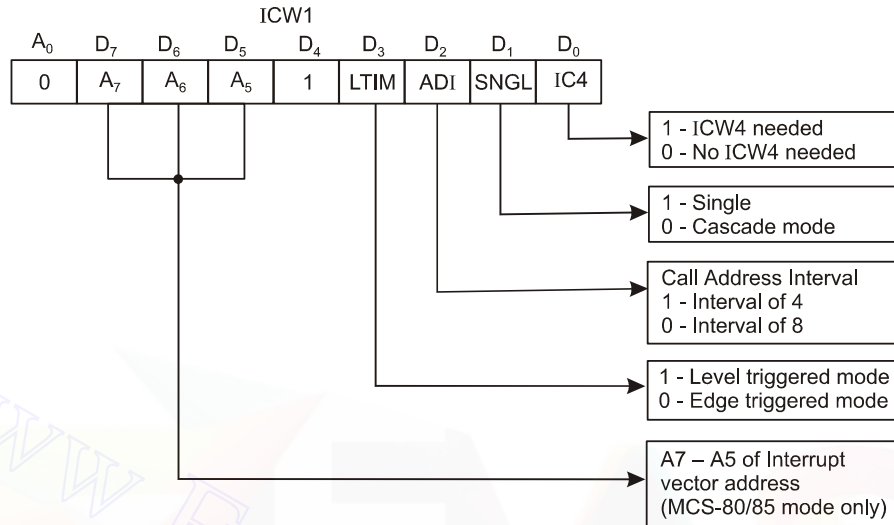 ICW1
A₀ D₇ D₆ D₅ D₄ D₃ D₂ D₁ D₀
0 A₇ A₆ A₅ 1 LTIM ADI SNGL IC4
1 - ICW4 needed
0 - No ICW4 needed
1 - Single
0 - Cascade mode
Call Address Interval
1 - Interval of 4
0 - Interval of 8
1 - Level triggered mode
0 - Edge triggered mode
A7 – A5 of Interrupt
vector address
(MCS-80/85 mode only)